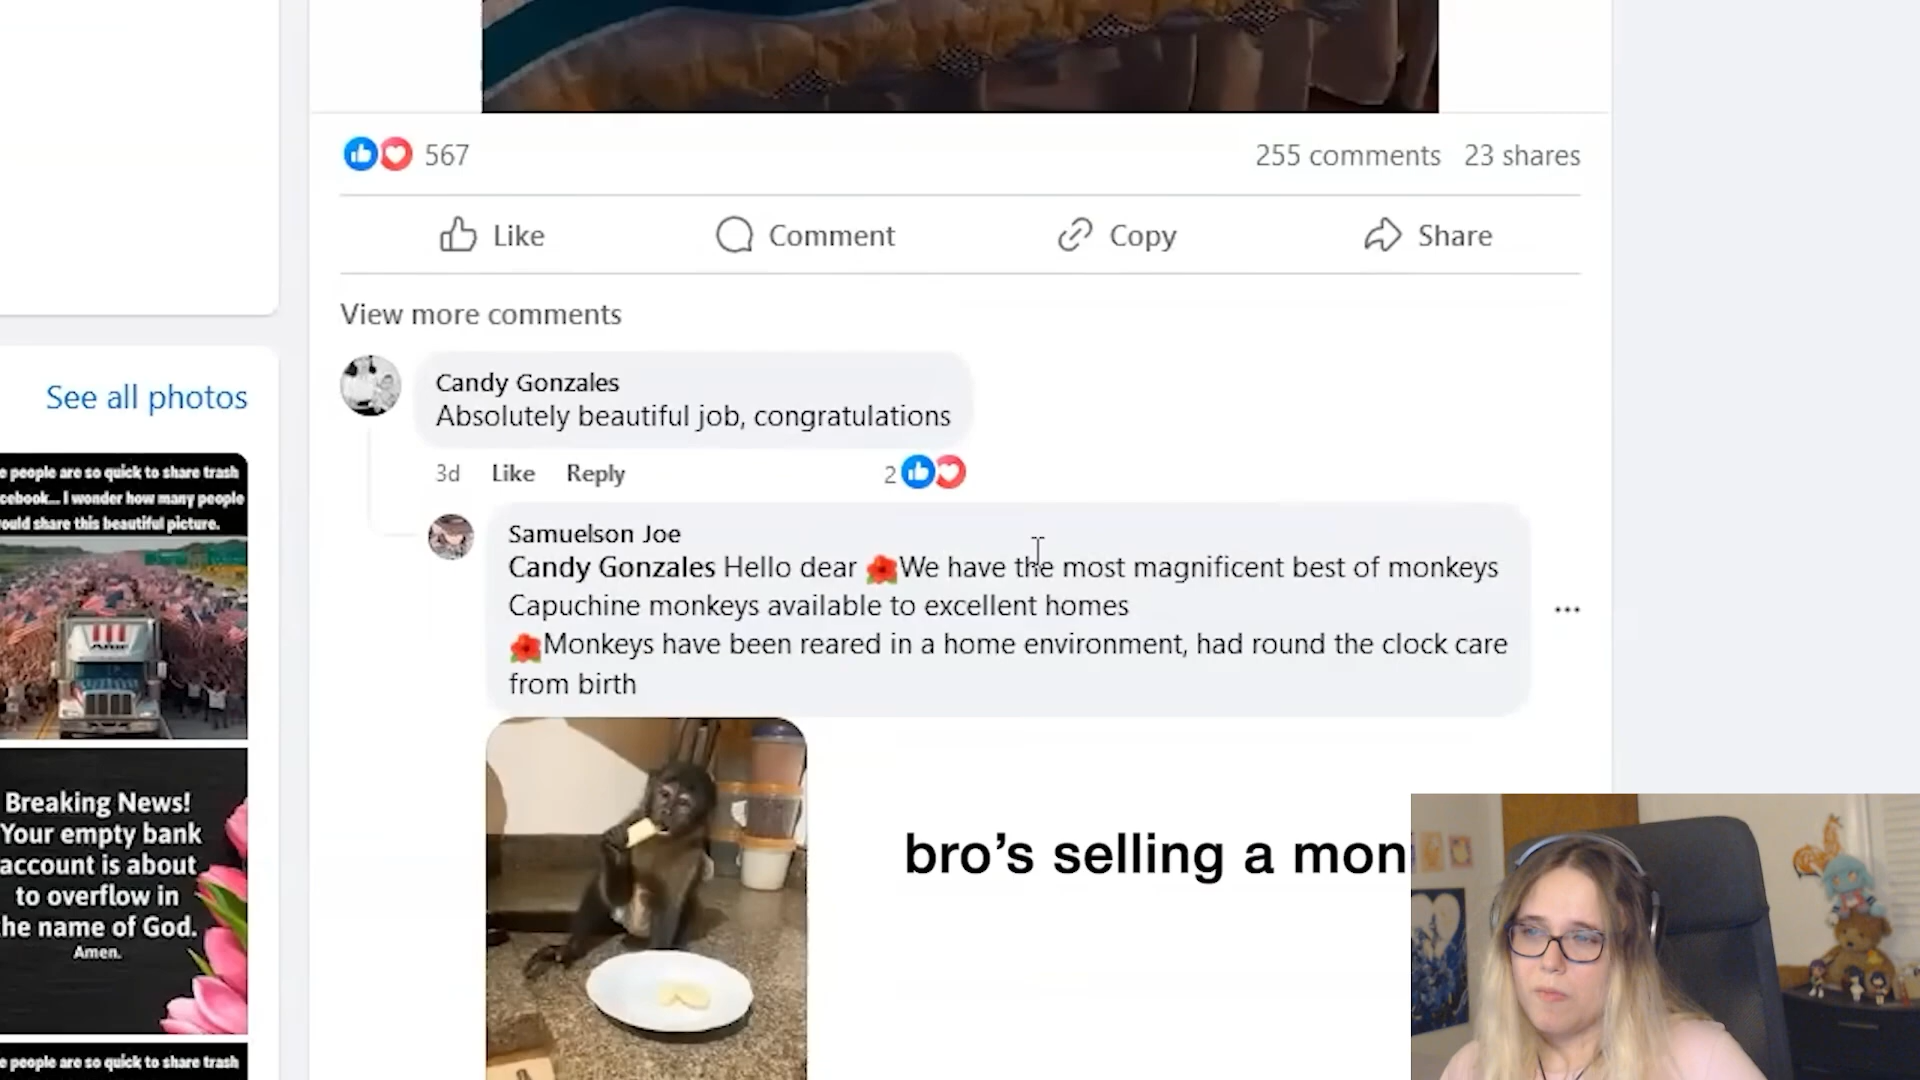 567
255 comments 23 shares
Like Comment Copy Share
View more comments
Candy Gonzales
Absolutely beautiful job, congratulations
3d Like Reply 2
Samuelson Joe
Candy Gonzales Hello dear 🌺We have the most magnificent best of monkeys
Capuchine monkeys available to excellent homes
🌺Monkeys have been reared in a home environment, had round the clock care
from birth
bro's selling a mon
See all photos
e people are so quick to share trash
cebook... I wonder how many people
ould share this beautiful picture.
Breaking News!
Your empty bank
account is about
to overflow in
he name of God.
Amen.
e people are so quick to share trash